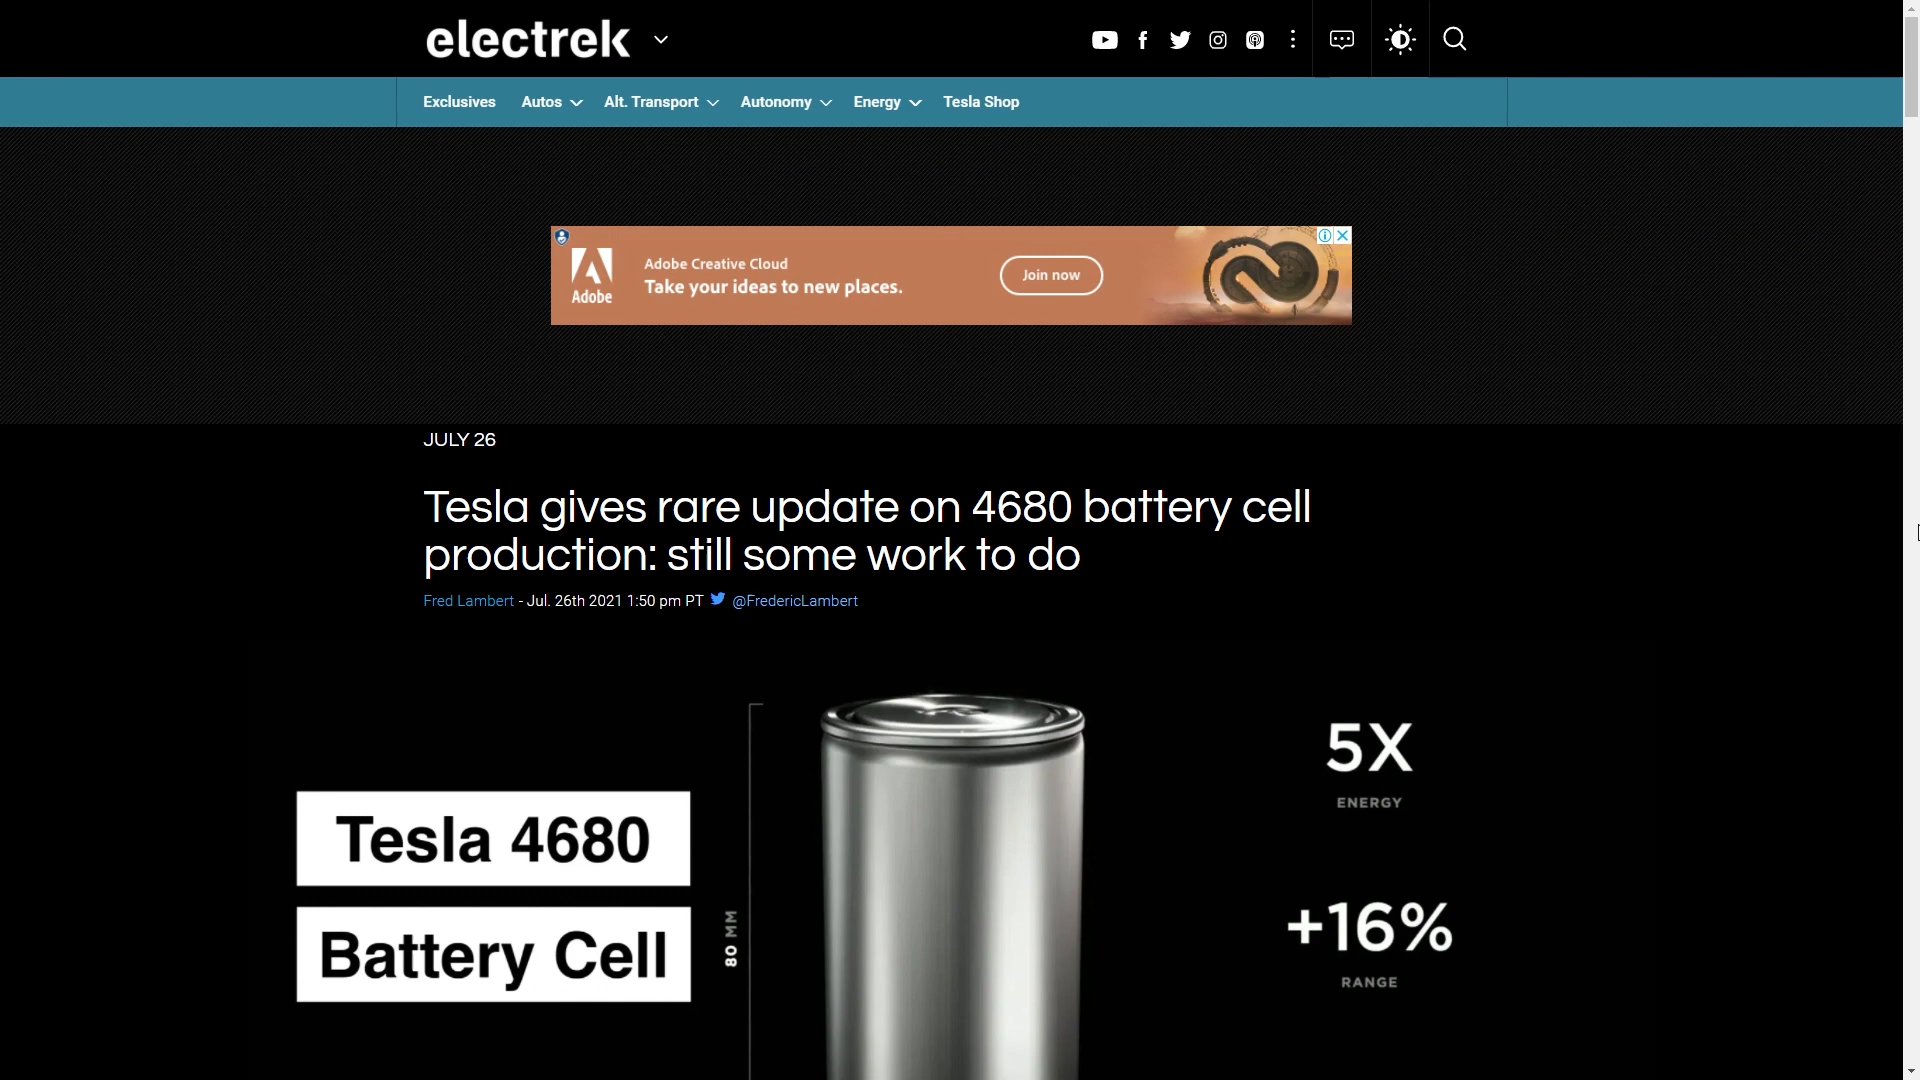 electrek
Exclusives Autos Alt. Transport Autonomy Energy Tesla Shop
Adobe
Adobe Creative Cloud
Take your ideas to new places.
Join now
JULY 26
Tesla gives rare update on 4680 battery cell
production: still some work to do
Fred Lambert - Jul. 26th 2021 1:50 pm PT @FredericLambert
Tesla 4680
Battery Cell
80 MM
5X
ENERGY
+16%
RANGE